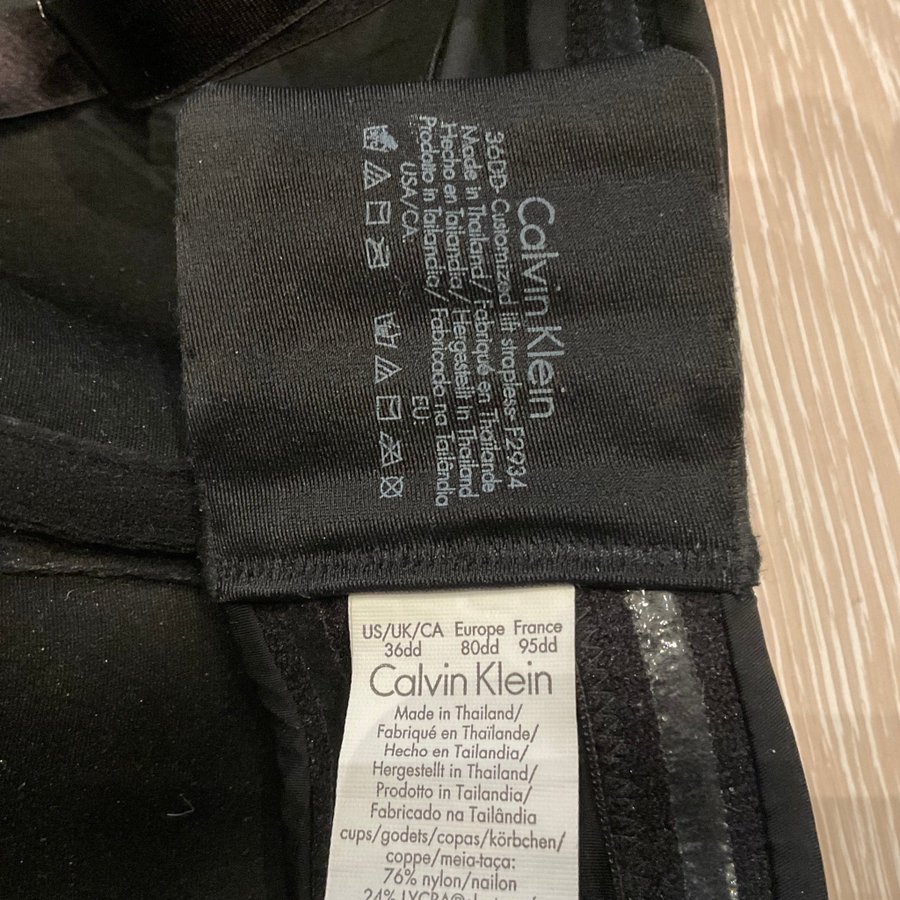 Calvin Klein
36DD-Customized lift strapless- F2934
Made in Thailand/ Fabriqué en Thaïlande
Hecho en Tailandia/ Hergestellt in Thailand
Prodotto in Tailandia/ Fabricado na Tailândia
USA/CA: EU:
US/UK/CA Europe France
36dd 80dd 95dd
Calvin Klein
Made in Thailand/
Fabriqué en Thaïlande/
Hecho en Tailandia/
Hergestellt in Thailand/
Prodotto in Tailandia/
Fabricado na Tailândia
cups/godets/copas/körbchen/
coppe/meia-taça:
76% nylon/nailon
24% LYCRA®